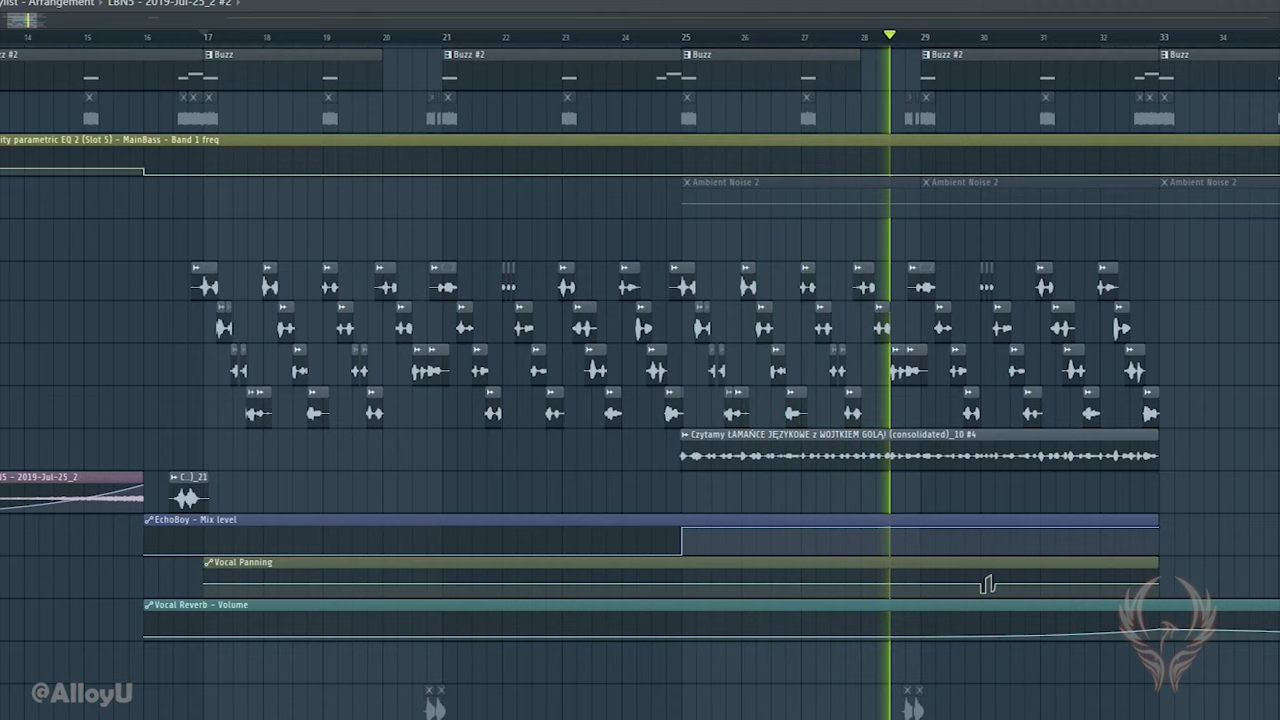 ylist - Arrangement › LBN5 - 2019-Jul-25_2 #2 ›
14 15 16 17 18 19 20 21 22 23 24 25 26 27 28 29 30 31 32 33 34
zz #2 Buzz Buzz #2 Buzz Buzz #2 Buzz
ity parametric EQ 2 (Slot 5) - MainBass - Band 1 freq
Ambient Noise 2 Ambient Noise 2 Ambient Noise 2
Czytamy ŁAMAŃCE JĘZYKOWE z WOJTKIEM GOLĄ! (consolidated)_10 #4
N5 - 2019-Jul-25_2 C...)_21
EchoBoy - Mix level
Vocal Panning
Vocal Reverb - Volume
@AlloyU